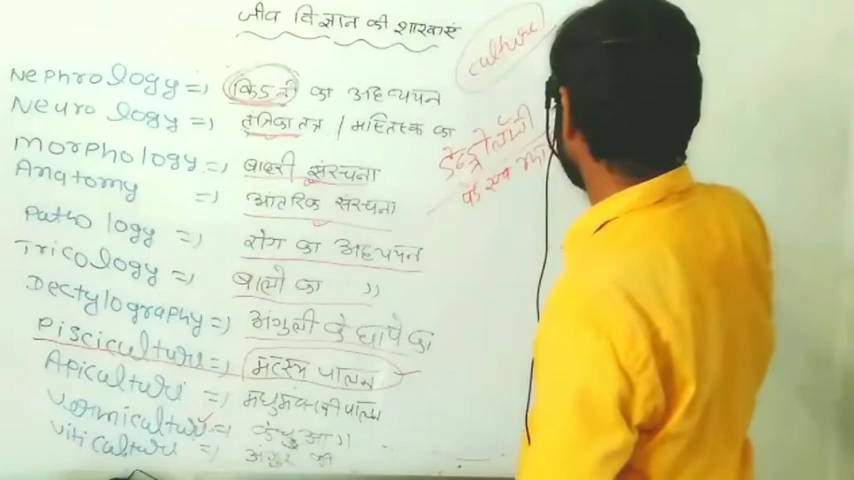 जीव विज्ञान की शाखाएं
culture
Nephrology => किडनी का अध्ययन
Neurology => तंत्रिका तंत्र / मस्तिष्क का
Morphology => बाहरी संरचना
Anatomy => आंतरिक संरचना
Pathology => रोग का अध्ययन
Tricology => बालो का "
Dectylography => अंगुली के छापे का
Pisciculture => मत्स्य पालन
Apiculture => मधुमक्खी पालन
Vermiculture => केंचुआ "
Viticulture => अंगूर की
डेन्ड्रोलॉजी